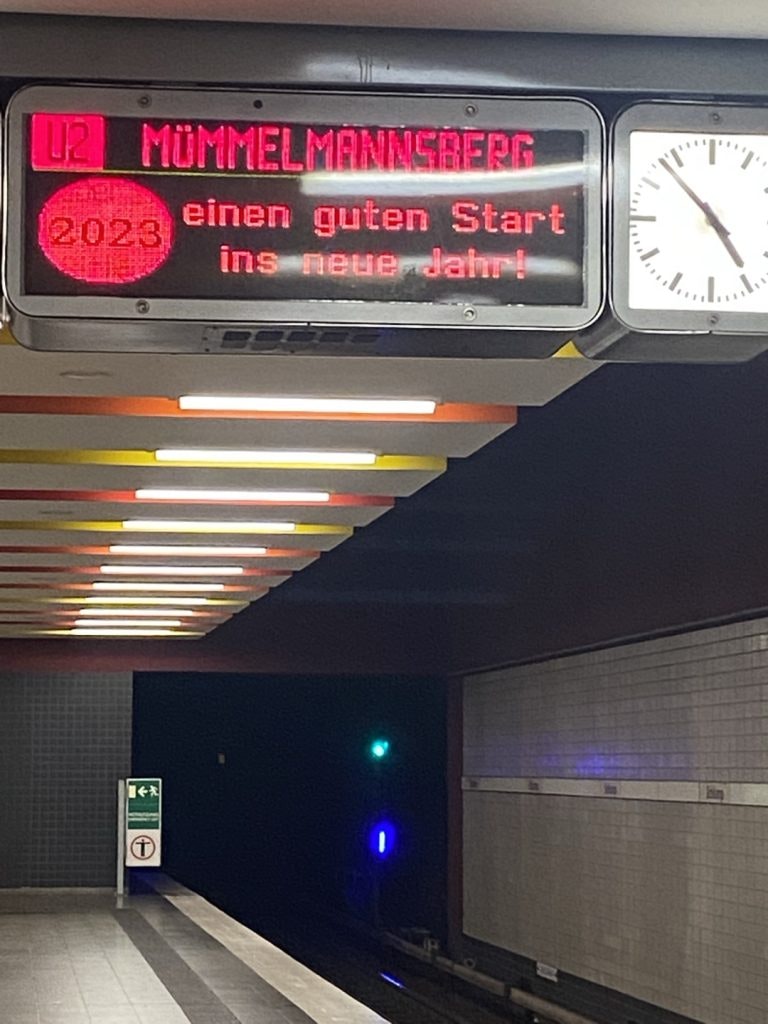 U2 MÜMMELMANNSBERG
2023 einen guten Start
ins neue Jahr!